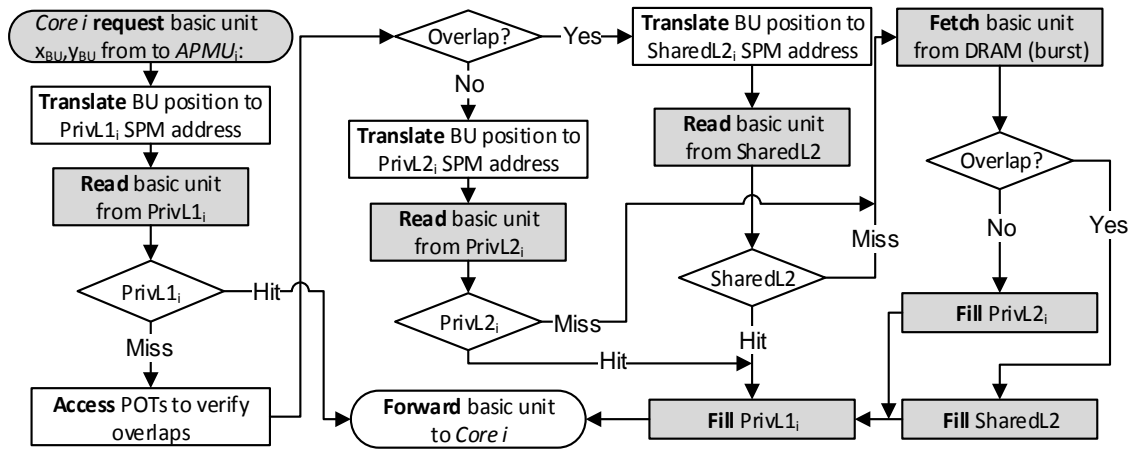 Core i request basic unit
xBU,yBU from to APMUi:
Translate BU position to
PrivL1i SPM address
Read basic unit
from PrivL1i
PrivL1i
Hit
Miss
Access POTs to verify
overlaps
Overlap?
Yes
No
Translate BU position to
PrivL2i SPM address
Read basic unit
from PrivL2i
PrivL2i
Miss
Hit
Translate BU position to
SharedL2i SPM address
Read basic unit
from SharedL2
SharedL2
Miss
Hit
Fetch basic unit
from DRAM (burst)
Overlap?
No
Yes
Fill PrivL2i
Fill SharedL2
Fill PrivL1i
Forward basic unit
to Core i